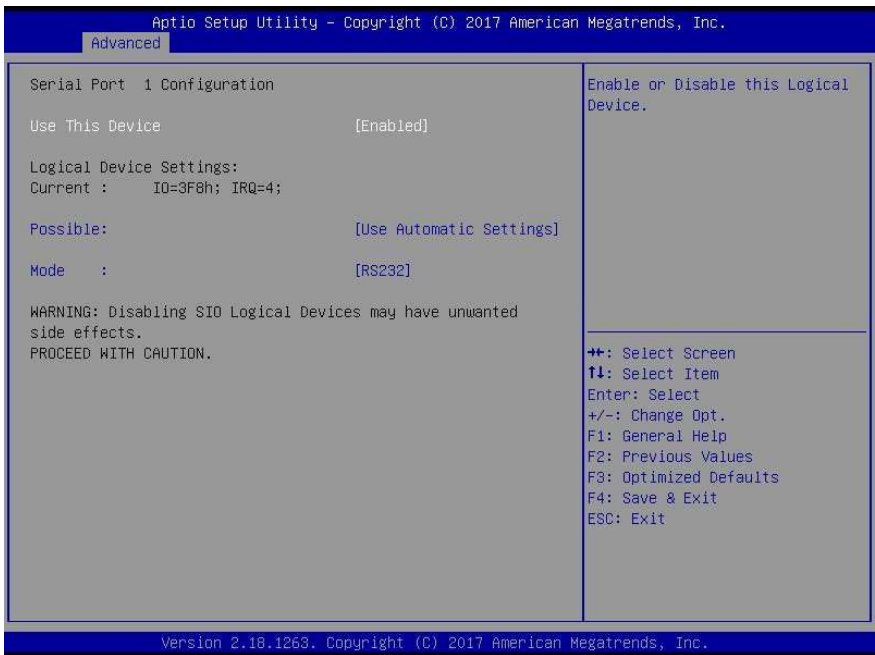 Aptio Setup Utility – Copyright (C) 2017 American Megatrends, Inc.
Advanced
Serial Port 1 Configuration
Use This Device [Enabled]
Logical Device Settings:
Current : IO=3F8h; IRQ=4;
Possible: [Use Automatic Settings]
Mode : [RS232]
WARNING: Disabling SIO Logical Devices may have unwanted
side effects.
PROCEED WITH CAUTION.
Enable or Disable this Logical
Device.
→←: Select Screen
↑↓: Select Item
Enter: Select
+/-: Change Opt.
F1: General Help
F2: Previous Values
F3: Optimized Defaults
F4: Save & Exit
ESC: Exit
Version 2.18.1263. Copyright (C) 2017 American Megatrends, Inc.